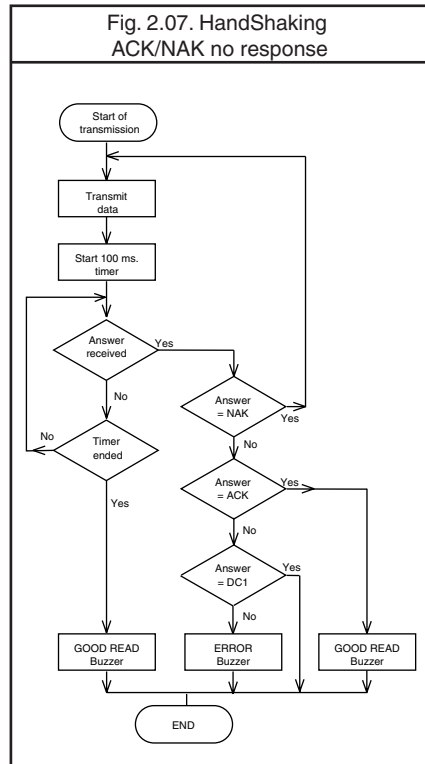 Fig. 2.07. HandShaking
ACK/NAK no response
Start of
transmission
Transmit
data
Start 100 ms.
timer
Answer
received
Yes
No
Answer
= NAK
Yes
No
Timer
ended
No
Yes
Answer
= ACK
Yes
No
Answer
= DC1
Yes
No
GOOD READ
Buzzer
ERROR
Buzzer
GOOD READ
Buzzer
END